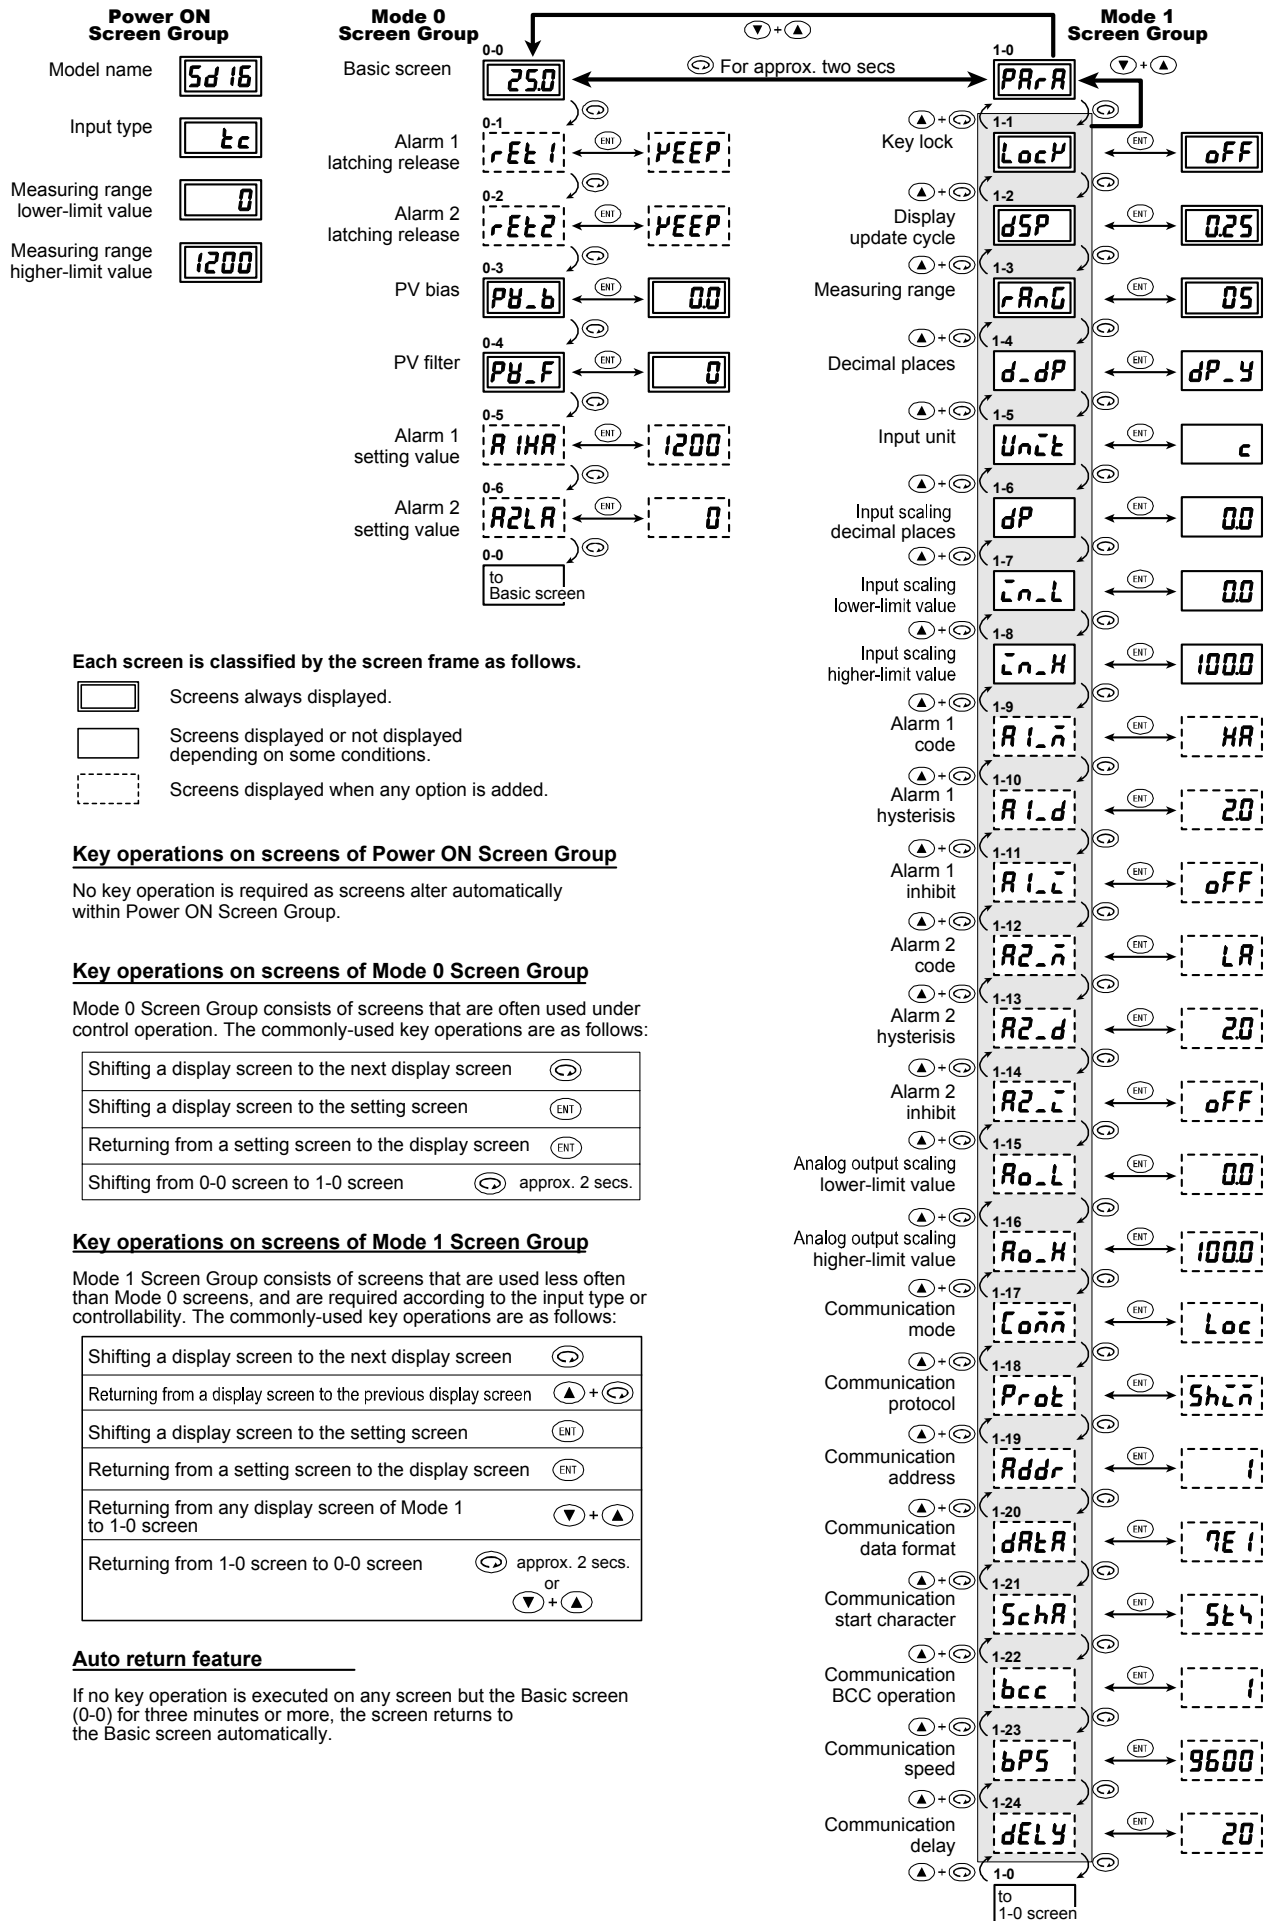 Power ON
Screen Group
Model name
Sd16
Input type
tc
Measuring range
lower-limit value
0
Measuring range
higher-limit value
1200
Mode 0
Screen Group
0-0
Basic screen
25.0
For approx. two secs
0-1
Alarm 1
latching release
rEt1
ENT
KEEP
0-2
Alarm 2
latching release
rEt2
ENT
KEEP
0-3
PV bias
PV_b
ENT
0.0
0-4
PV filter
PV_F
ENT
0
0-5
Alarm 1
setting value
A1HA
ENT
1200
0-6
Alarm 2
setting value
A2LA
ENT
0
0-0
to
Basic screen
Each screen is classified by the screen frame as follows.
Screens always displayed.
Screens displayed or not displayed
depending on some conditions.
Screens displayed when any option is added.
Key operations on screens of Power ON Screen Group
No key operation is required as screens alter automatically
within Power ON Screen Group.
Key operations on screens of Mode 0 Screen Group
Mode 0 Screen Group consists of screens that are often used under
control operation. The commonly-used key operations are as follows:
Shifting a display screen to the next display screen
Shifting a display screen to the setting screen ENT
Returning from a setting screen to the display screen ENT
Shifting from 0-0 screen to 1-0 screen approx. 2 secs.
Key operations on screens of Mode 1 Screen Group
Mode 1 Screen Group consists of screens that are used less often
than Mode 0 screens, and are required according to the input type or
controllability. The commonly-used key operations are as follows:
Shifting a display screen to the next display screen
Returning from a display screen to the previous display screen ▲ +
Shifting a display screen to the setting screen ENT
Returning from a setting screen to the display screen ENT
Returning from any display screen of Mode 1
to 1-0 screen ▼ + ▲
Returning from 1-0 screen to 0-0 screen approx. 2 secs.
or
▼ + ▲
Auto return feature
If no key operation is executed on any screen but the Basic screen
(0-0) for three minutes or more, the screen returns to
the Basic screen automatically.
▼ + ▲
Mode 1
Screen Group
1-0
PArA
▼ + ▲
▲ +
1-1
Key lock
LocK
ENT
oFF
▲ +
1-2
Display
update cycle
dSP
ENT
0.25
▲ +
1-3
Measuring range
rAnG
ENT
05
▲ +
1-4
Decimal places
d_dP
ENT
dP_y
▲ +
1-5
Input unit
Unit
ENT
c
▲ +
1-6
Input scaling
decimal places
dP
ENT
0.0
▲ +
1-7
Input scaling
lower-limit value
in_L
ENT
0.0
▲ +
1-8
Input scaling
higher-limit value
in_H
ENT
100.0
▲ +
1-9
Alarm 1
code
A1_m
ENT
HA
▲ +
1-10
Alarm 1
hysterisis
A1_d
ENT
2.0
▲ +
1-11
Alarm 1
inhibit
A1_i
ENT
oFF
▲ +
1-12
Alarm 2
code
A2_m
ENT
LA
▲ +
1-13
Alarm 2
hysterisis
A2_d
ENT
2.0
▲ +
1-14
Alarm 2
inhibit
A2_i
ENT
oFF
▲ +
1-15
Analog output scaling
lower-limit value
Ao_L
ENT
0.0
▲ +
1-16
Analog output scaling
higher-limit value
Ao_H
ENT
100.0
▲ +
1-17
Communication
mode
Comm
ENT
Loc
▲ +
1-18
Communication
protocol
Prot
ENT
Shim
▲ +
1-19
Communication
address
Addr
ENT
1
▲ +
1-20
Communication
data format
dAtA
ENT
7E1
▲ +
1-21
Communication
start character
SchA
ENT
▲ +
1-22
Communication
BCC operation
bcc
ENT
1
▲ +
1-23
Communication
speed
bPS
ENT
9600
▲ +
1-24
Communication
delay
dELy
ENT
20
▲ +
1-0
to
1-0 screen